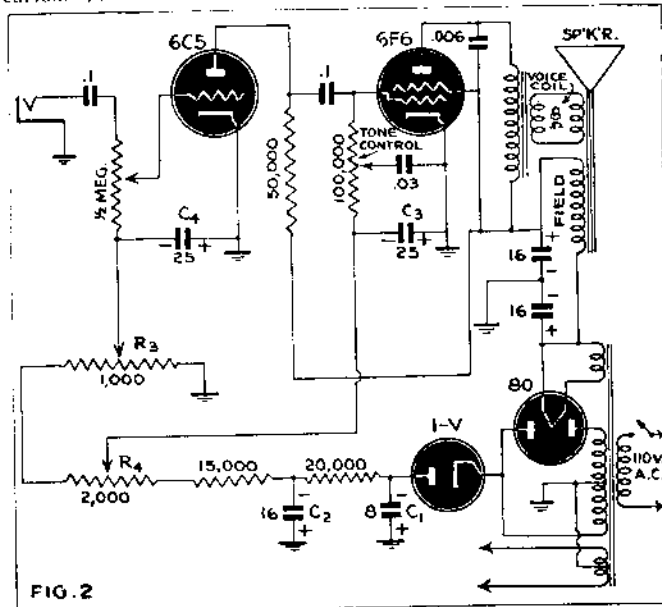 6C5
6F6
.006
SP'K'R.
.1
.1
VOICE
COIL
V
½ MEG.
50,000
100,000
TONE
CONTROL
.03
FIELD
C4
- +
25
C3
- +
25
+
16
-
-
16
+
R3
1,000
80
1-V
110V.
A.C.
R4
2,000
15,000
20,000
-
16
C2
+
-
8
C1
+
FIG.2